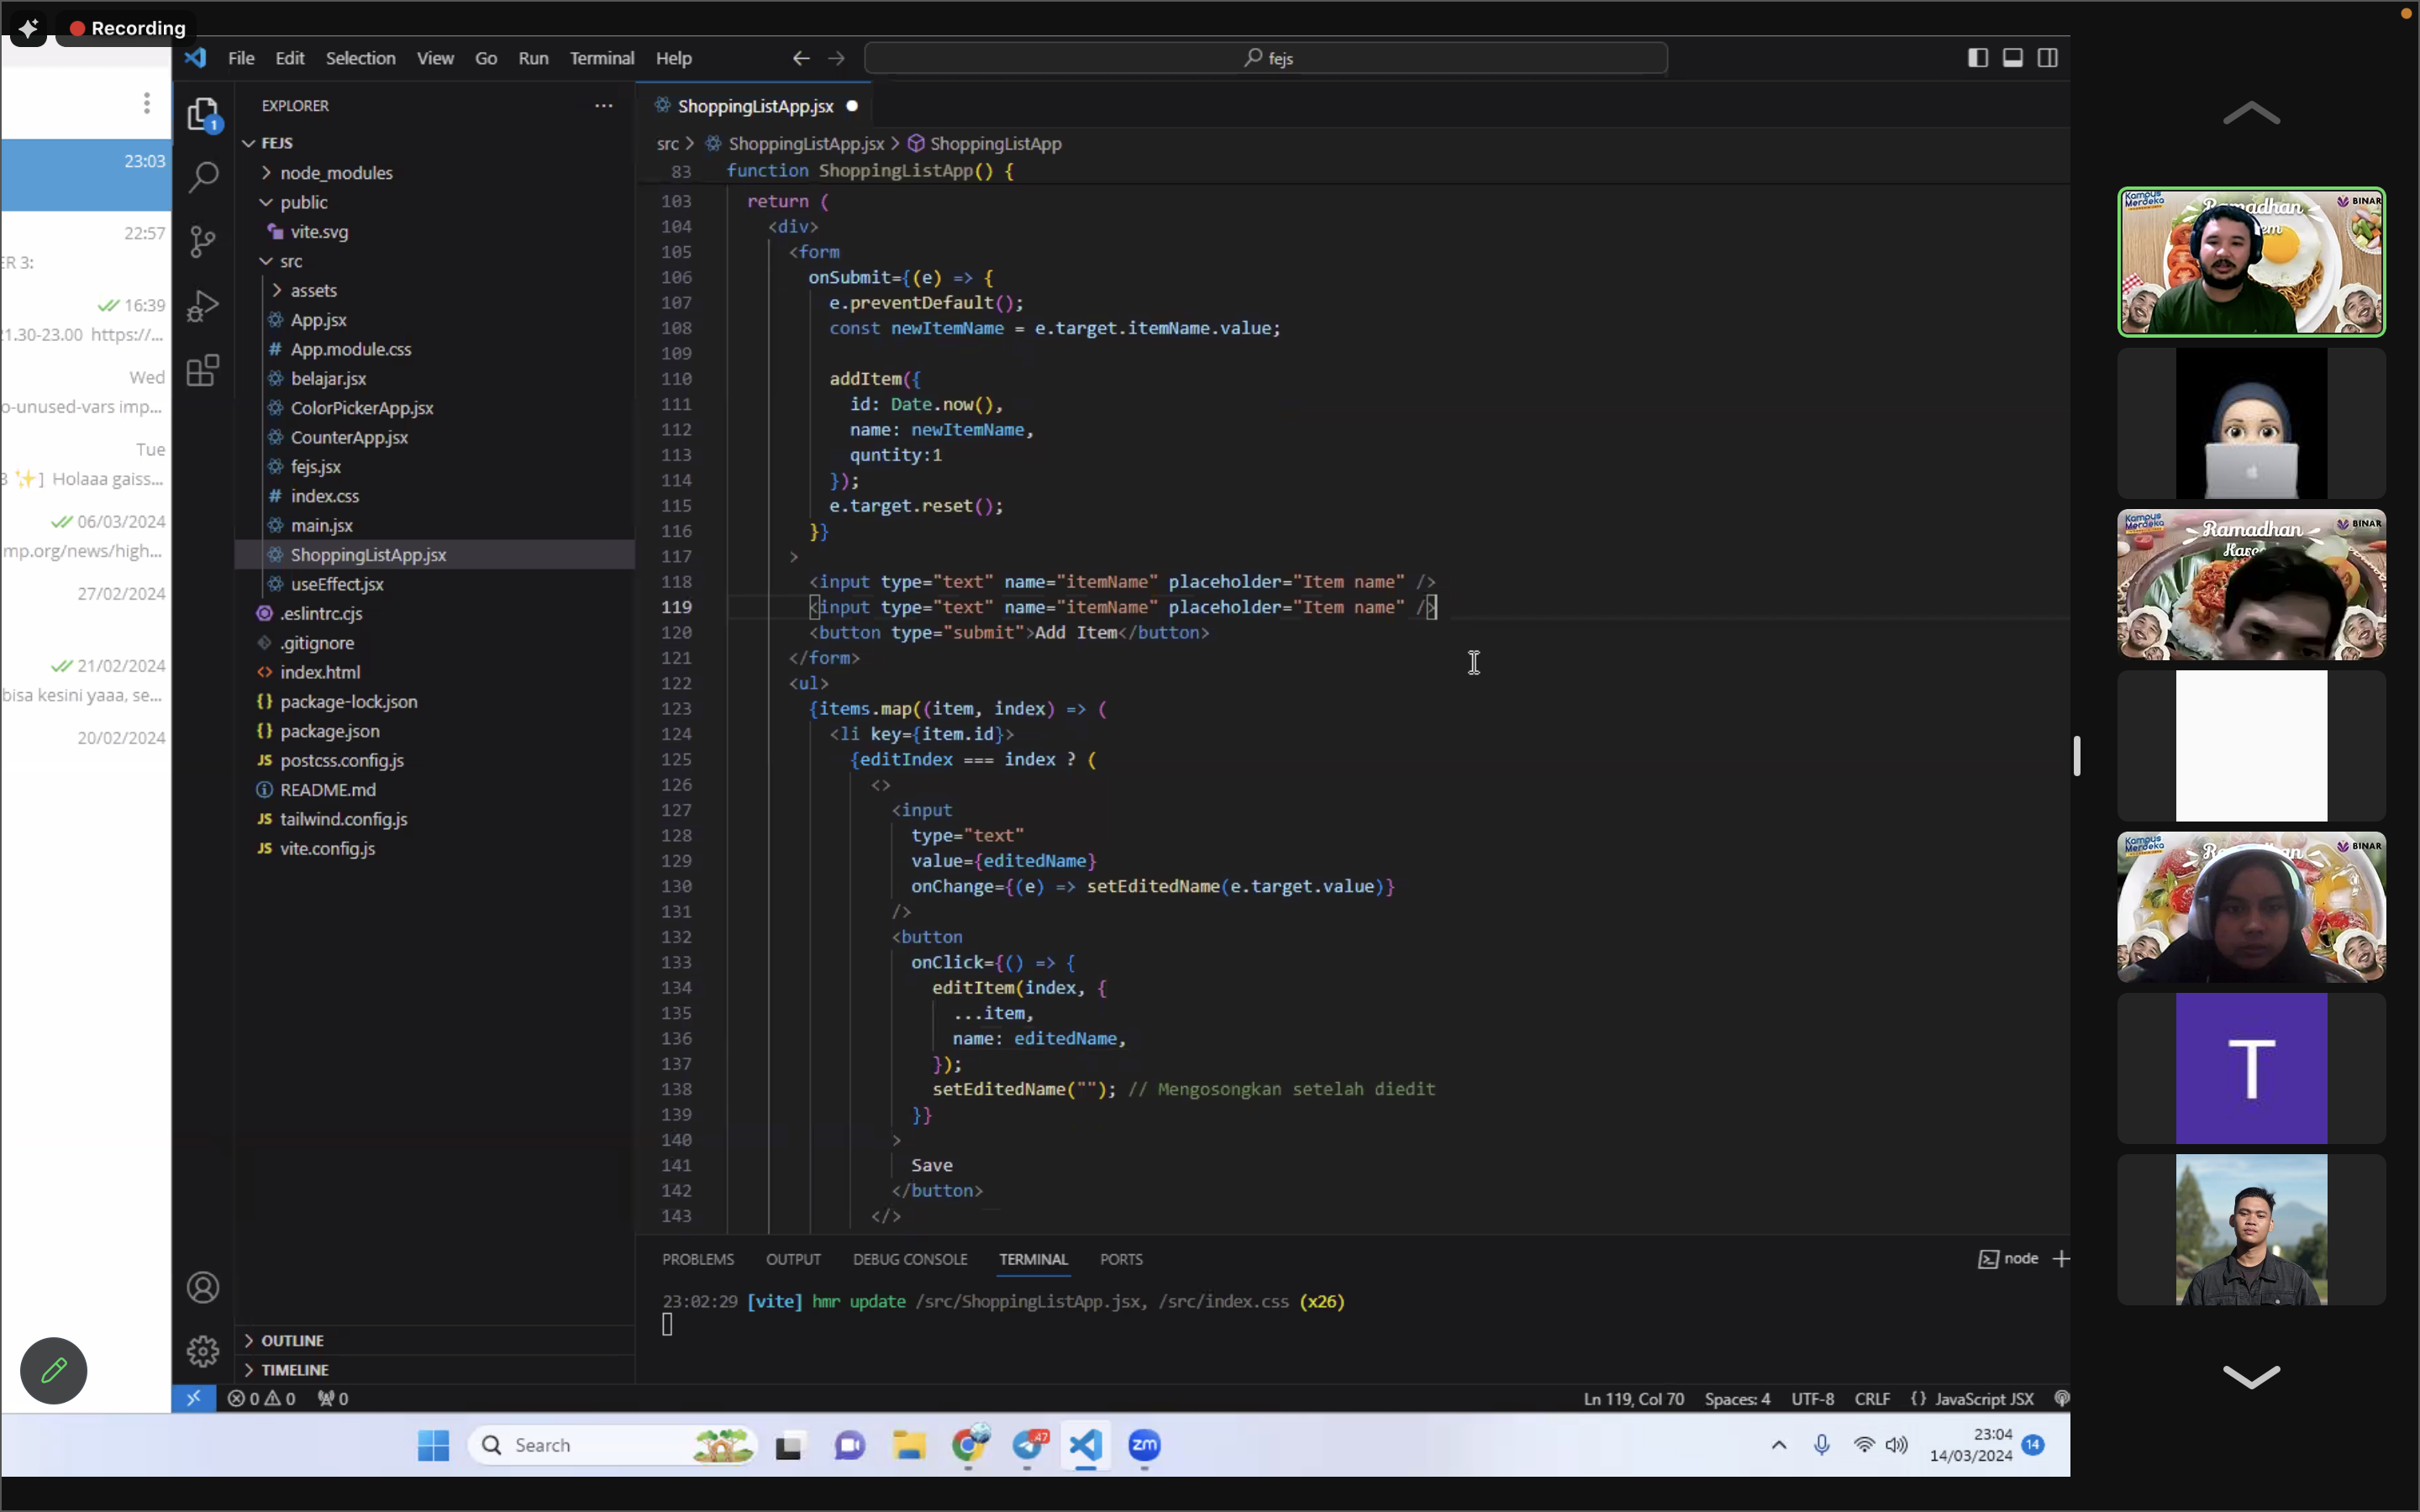 Recording
File Edit Selection View Go Run Terminal Help
fejs
23:03
22:57
ER 3:
16:39
21.30-23.00 https://...
Wed
o-unused-vars imp...
Tue
3 ✨] Holaaa gaiss...
06/03/2024
mp.org/news/high...
27/02/2024
21/02/2024
bisa kesini yaaa, se...
20/02/2024
1
EXPLORER
FEJS
node_modules
public
vite.svg
src
assets
App.jsx
# App.module.css
belajar.jsx
ColorPickerApp.jsx
CounterApp.jsx
fejs.jsx
# index.css
main.jsx
ShoppingListApp.jsx
useEffect.jsx
.eslintrc.cjs
.gitignore
<> index.html
{} package-lock.json
{} package.json
JS postcss.config.js
README.md
JS tailwind.config.js
JS vite.config.js
OUTLINE
TIMELINE
ShoppingListApp.jsx
src > ShoppingListApp.jsx > ShoppingListApp
83 function ShoppingListApp() {
103 return (
104 <div>
105 <form
106 onSubmit={(e) => {
107 e.preventDefault();
108 const newItemName = e.target.itemName.value;
109
110 addItem({
111 id: Date.now(),
112 name: newItemName,
113 quntity:1
114 });
115 e.target.reset();
116 }}
117 >
118 <input type="text" name="itemName" placeholder="Item name" />
119 <input type="text" name="itemName" placeholder="Item name" />
120 <button type="submit">Add Item</button>
121 </form>
122 <ul>
123 {items.map((item, index) => (
124 <li key={item.id}>
125 {editIndex === index ? (
126 <>
127 <input
128 type="text"
129 value={editedName}
130 onChange={(e) => setEditedName(e.target.value)}
131 />
132 <button
133 onClick={() => {
134 editItem(index, {
135 ...item,
136 name: editedName,
137 });
138 setEditedName(""); // Mengosongkan setelah diedit
139 }}
140 >
141 Save
142 </button>
143 </>
PROBLEMS OUTPUT DEBUG CONSOLE TERMINAL PORTS
node
23:02:29 [vite] hmr update /src/ShoppingListApp.jsx, /src/index.css (x26)
0 0 0
Ln 119, Col 70 Spaces: 4 UTF-8 CRLF {} JavaScript JSX
Search
47
zm
23:04
14/03/2024
14
Kampus Merdeka
Ramadhan
BINAR
Kampus Merdeka
Ramadhan
BINAR
Kampus Merdeka
BINAR
T